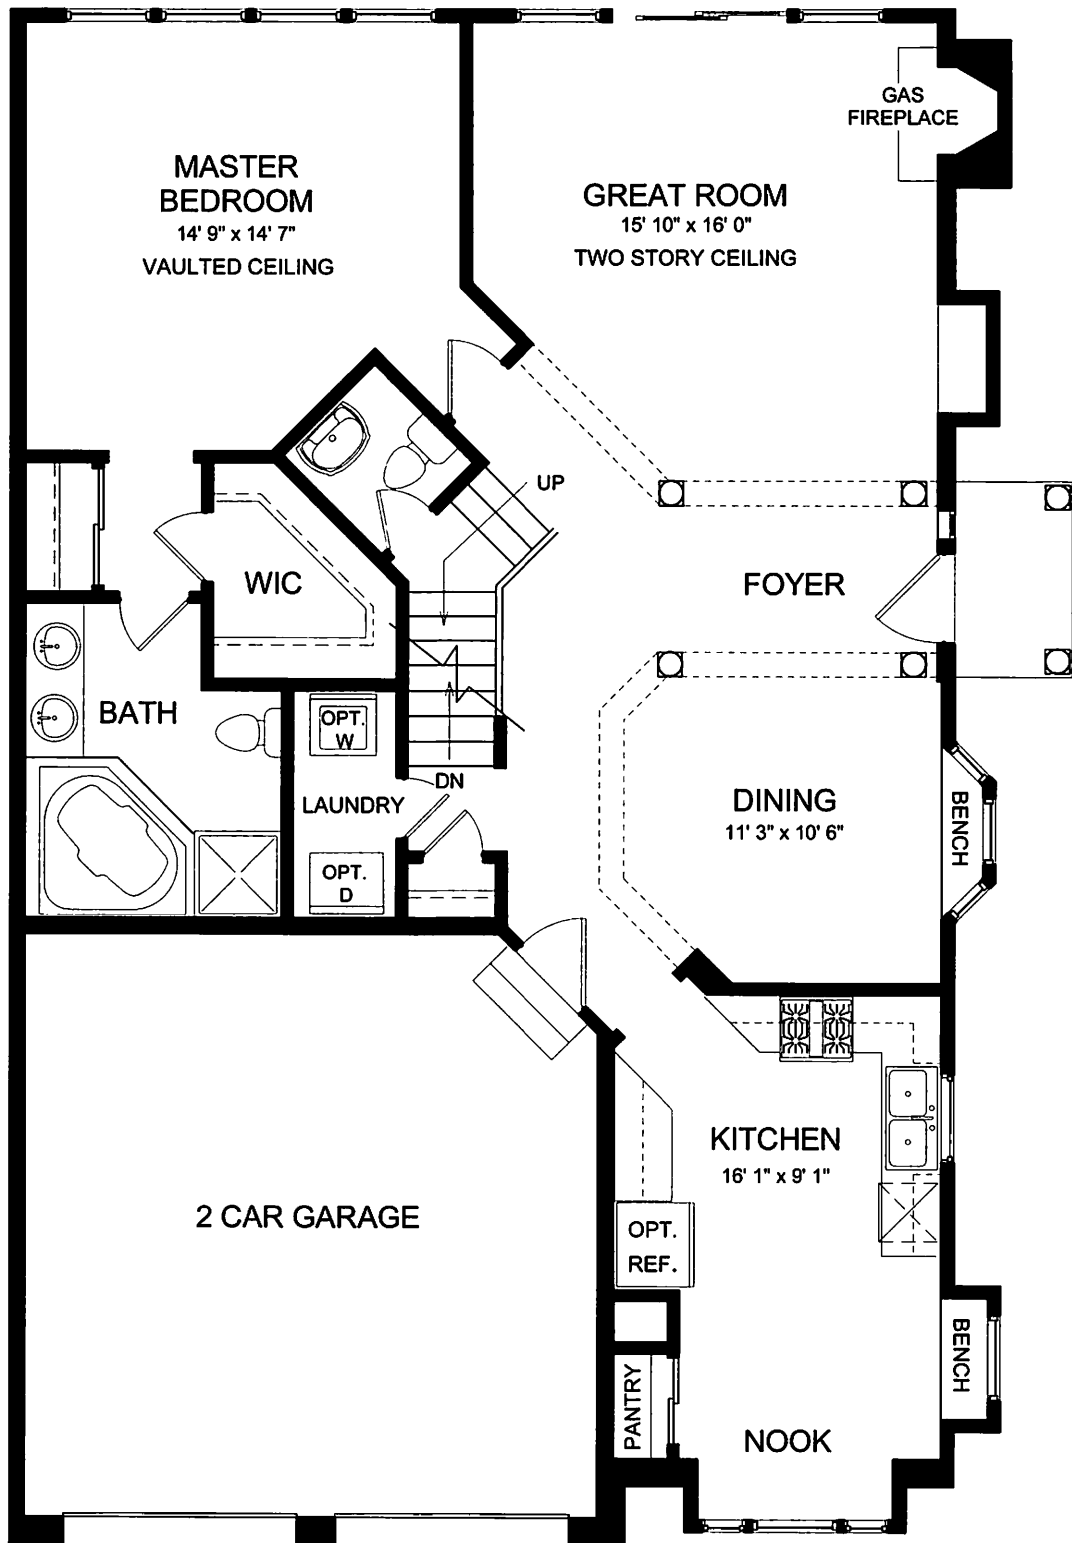 GAS
FIREPLACE
MASTER
BEDROOM
14' 9" x 14' 7"
VAULTED CEILING
GREAT ROOM
15' 10" x 16' 0"
TWO STORY CEILING
UP
WIC
FOYER
BATH
OPT.
W
DN
LAUNDRY
OPT.
D
DINING
11' 3" x 10' 6"
BENCH
KITCHEN
16' 1" x 9' 1"
2 CAR GARAGE
OPT.
REF.
BENCH
PANTRY
NOOK